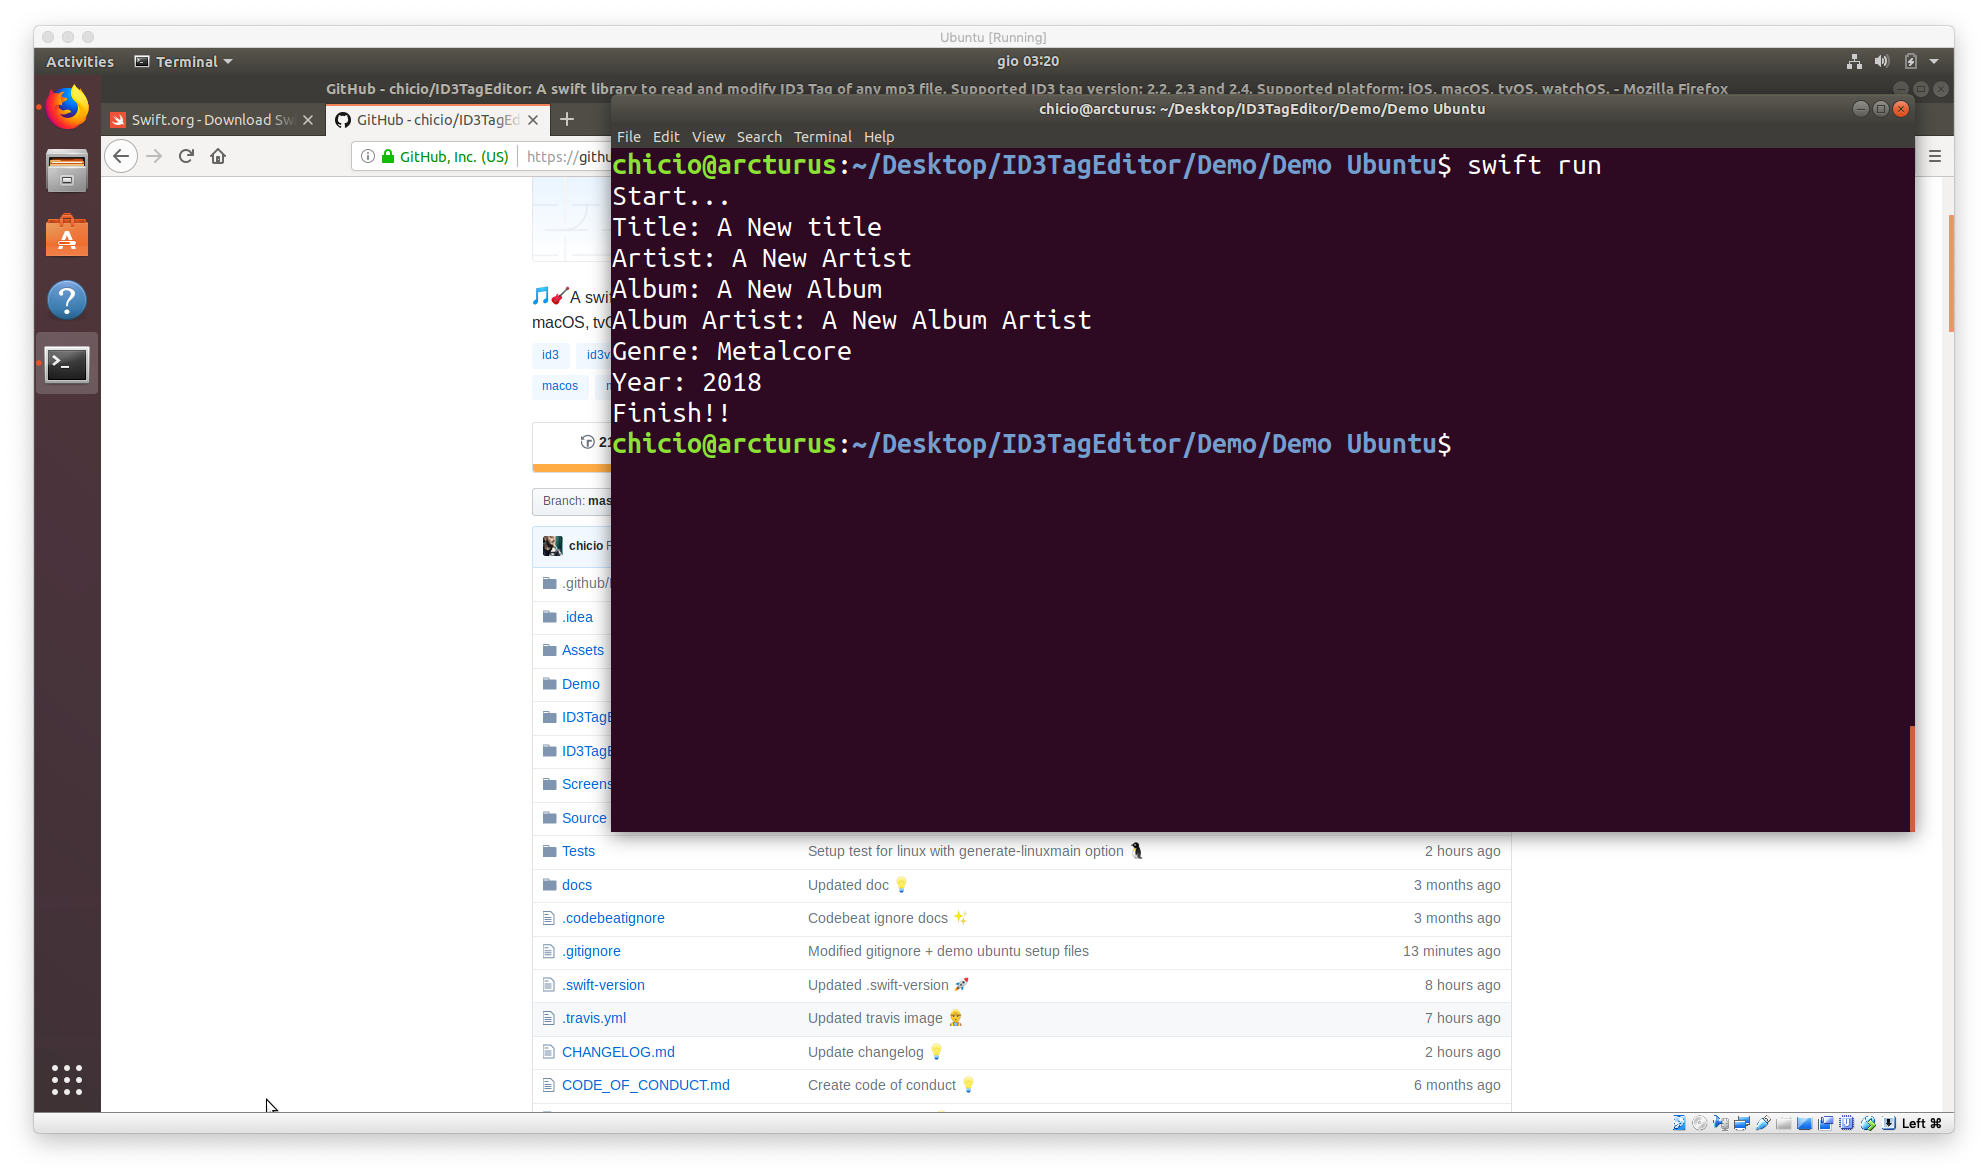 Ubuntu [Running]
Activities Terminal gio 03:20
GitHub - chicio/ID3TagEditor: A swift library to read and modify ID3 Tag of any mp3 file. Supported ID3 tag version: 2.2, 2.3 and 2.4. Supported platform: iOS, macOS, tvOS, watchOS. - Mozilla Firefox
Swift.org - Download Sw
GitHub - chicio/ID3TagEd
GitHub, Inc. (US) https://githu
chicio@arcturus: ~/Desktop/ID3TagEditor/Demo/Demo Ubuntu
File Edit View Search Terminal Help
chicio@arcturus:~/Desktop/ID3TagEditor/Demo/Demo Ubuntu$ swift run
Start...
Title: A New title
Artist: A New Artist
Album: A New Album
Album Artist: A New Album Artist
Genre: Metalcore
Year: 2018
Finish!!
chicio@arcturus:~/Desktop/ID3TagEditor/Demo/Demo Ubuntu$
🎵🎸A swi
macOS, tv
id3 id3v
macos
21
Branch: mas
chicio
.github/
.idea
Assets
Demo
ID3TagE
ID3TagE
Screens
Source
Tests Setup test for linux with generate-linuxmain option 🐧 2 hours ago
docs Updated doc 💡 3 months ago
.codebeatignore Codebeat ignore docs ✨ 3 months ago
.gitignore Modified gitignore + demo ubuntu setup files 13 minutes ago
.swift-version Updated .swift-version 🚀 8 hours ago
.travis.yml Updated travis image 👷 7 hours ago
CHANGELOG.md Update changelog 💡 2 hours ago
CODE_OF_CONDUCT.md Create code of conduct 💡 6 months ago
Left ⌘